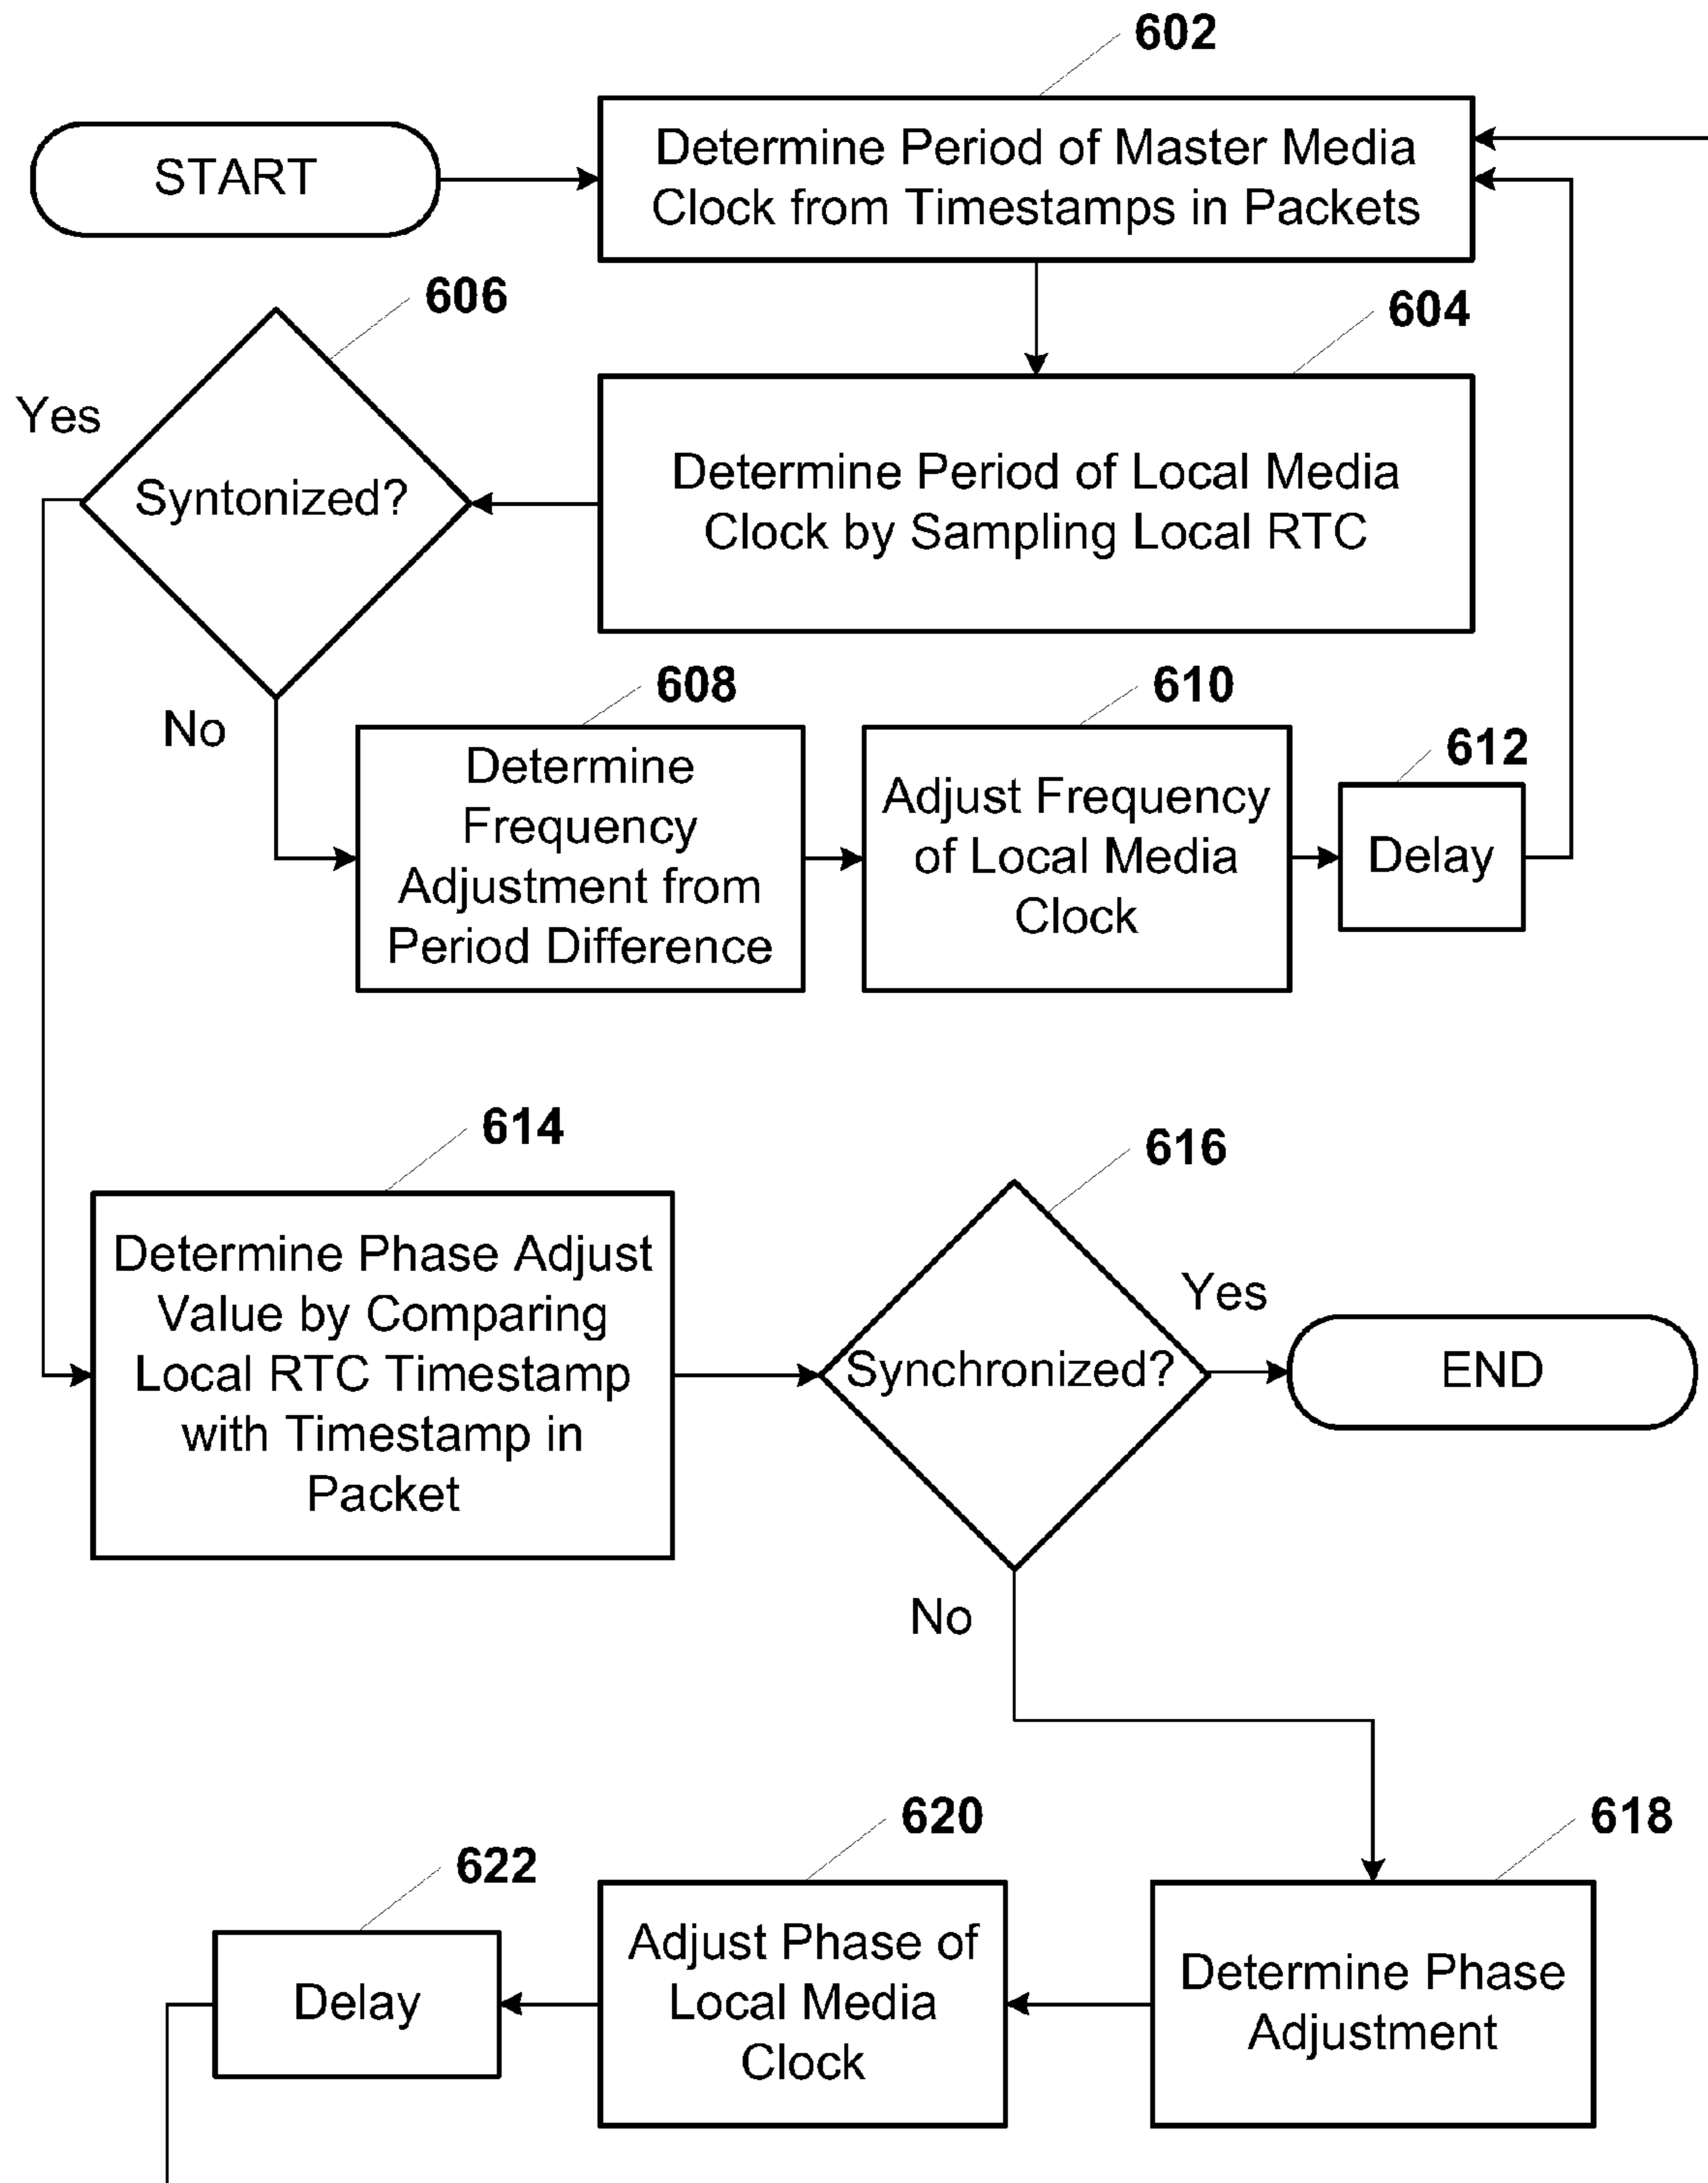 602
START
Determine Period of Master Media
Clock from Timestamps in Packets
606
604
Yes
Syntonized?
Determine Period of Local Media
Clock by Sampling Local RTC
No
608
Determine
Frequency
Adjustment from
Period Difference
610
Adjust Frequency
of Local Media
Clock
612
Delay
614
Determine Phase Adjust
Value by Comparing
Local RTC Timestamp
with Timestamp in
Packet
616
Synchronized?
Yes
END
No
618
Determine Phase
Adjustment
620
Adjust Phase of
Local Media
Clock
622
Delay